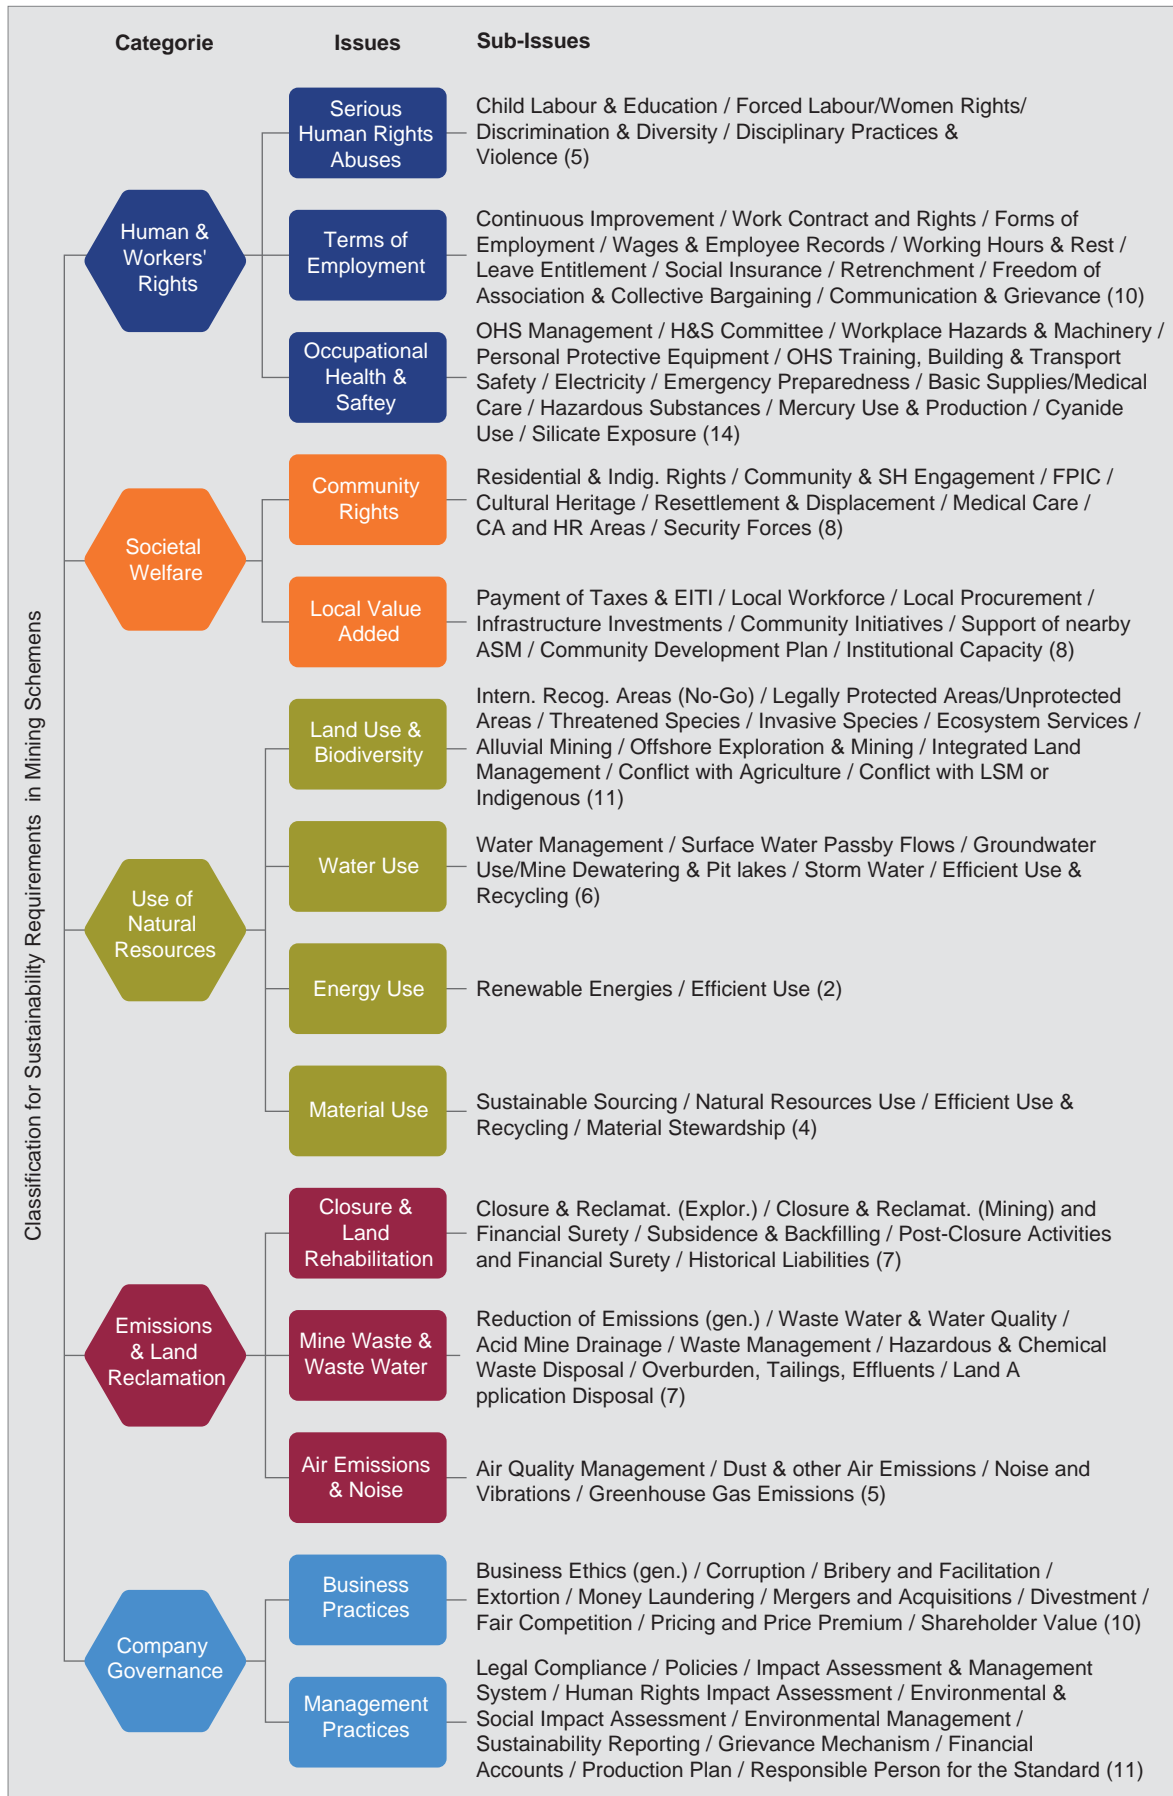 Categorie
Issues
Sub-Issues
Classification for Sustainability Requirements in Mining Schemens
Human &
Workers'
Rights
Serious
Human Rights
Abuses
Child Labour & Education / Forced Labour/Women Rights/
Discrimination & Diversity / Disciplinary Practices &
Violence (5)
Terms of
Employment
Continuous Improvement / Work Contract and Rights / Forms of
Employment / Wages & Employee Records / Working Hours & Rest /
Leave Entitlement / Social Insurance / Retrenchment / Freedom of
Association & Collective Bargaining / Communication & Grievance (10)
Occupational
Health &
Saftey
OHS Management / H&S Committee / Workplace Hazards & Machinery /
Personal Protective Equipment / OHS Training, Building & Transport
Safety / Electricity / Emergency Preparedness / Basic Supplies/Medical
Care / Hazardous Substances / Mercury Use & Production / Cyanide
Use / Silicate Exposure (14)
Societal
Welfare
Community
Rights
Residential & Indig. Rights / Community & SH Engagement / FPIC /
Cultural Heritage / Resettlement & Displacement / Medical Care /
CA and HR Areas / Security Forces (8)
Local Value
Added
Payment of Taxes & EITI / Local Workforce / Local Procurement /
Infrastructure Investments / Community Initiatives / Support of nearby
ASM / Community Development Plan / Institutional Capacity (8)
Use of
Natural
Resources
Land Use &
Biodiversity
Intern. Recog. Areas (No-Go) / Legally Protected Areas/Unprotected
Areas / Threatened Species / Invasive Species / Ecosystem Services /
Alluvial Mining / Offshore Exploration & Mining / Integrated Land
Management / Conflict with Agriculture / Conflict with LSM or
Indigenous (11)
Water Use
Water Management / Surface Water Passby Flows / Groundwater
Use/Mine Dewatering & Pit lakes / Storm Water / Efficient Use &
Recycling (6)
Energy Use
Renewable Energies / Efficient Use (2)
Material Use
Sustainable Sourcing / Natural Resources Use / Efficient Use &
Recycling / Material Stewardship (4)
Emissions
& Land
Reclamation
Closure &
Land
Rehabilitation
Closure & Reclamat. (Explor.) / Closure & Reclamat. (Mining) and
Financial Surety / Subsidence & Backfilling / Post-Closure Activities
and Financial Surety / Historical Liabilities (7)
Mine Waste &
Waste Water
Reduction of Emissions (gen.) / Waste Water & Water Quality /
Acid Mine Drainage / Waste Management / Hazardous & Chemical
Waste Disposal / Overburden, Tailings, Effluents / Land A
pplication Disposal (7)
Air Emissions
& Noise
Air Quality Management / Dust & other Air Emissions / Noise and
Vibrations / Greenhouse Gas Emissions (5)
Company
Governance
Business
Practices
Business Ethics (gen.) / Corruption / Bribery and Facilitation /
Extortion / Money Laundering / Mergers and Acquisitions / Divestment /
Fair Competition / Pricing and Price Premium / Shareholder Value (10)
Management
Practices
Legal Compliance / Policies / Impact Assessment & Management
System / Human Rights Impact Assessment / Environmental &
Social Impact Assessment / Environmental Management /
Sustainability Reporting / Grievance Mechanism / Financial
Accounts / Production Plan / Responsible Person for the Standard (11)